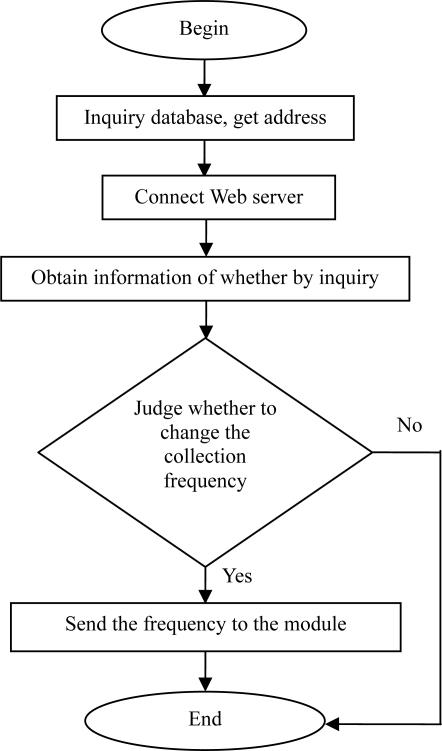 Begin
Inquiry database, get address
Connect Web server
Obtain information of whether by inquiry
Judge whether to
change the
collection
frequency
No
Yes
Send the frequency to the module
End